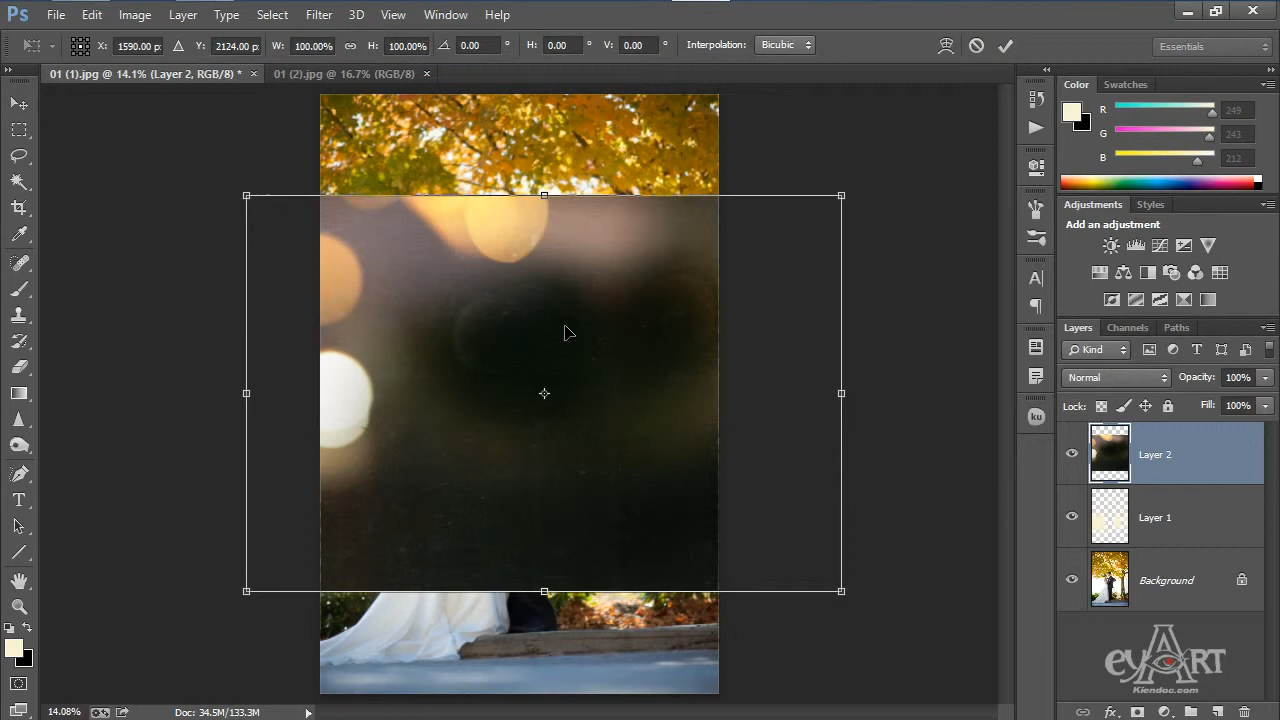 Ps File Edit Image Layer Type Select Filter 3D View Window Help
X: 1590.00 p: Y: 2124.00 p: W: 100.00% H: 100.00% 0.00 ° H: 0.00 ° V: 0.00 ° Interpolation: Bicubic Essentials
01 (1).jpg @ 14.1% (Layer 2, RGB/8) * × 01 (2).jpg @ 16.7% (RGB/8) ×
Color Swatches
R 249
G 243
B 212
Adjustments Styles
Add an adjustment
Layers Channels Paths
Kind
Normal Opacity: 100%
Lock: Fill: 100%
Layer 2
Layer 1
Background
eyART
Kiendoc.com
14.08% Doc: 34.5M/133.3M
fx
T
A
ku